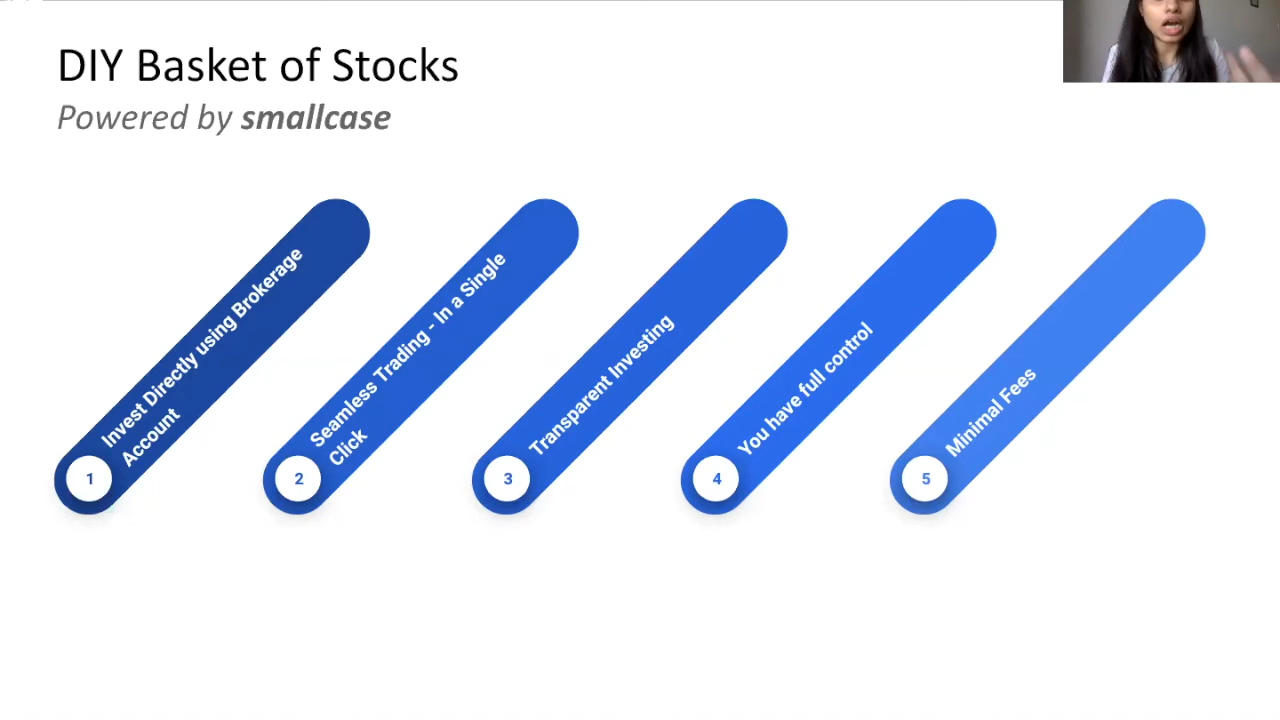 DIY Basket of Stocks
Powered by smallcase
Invest Directly using Brokerage
Account
1
Seamless Trading - In a Single
Click
2
Transparent Investing
3
You have full control
4
Minimal Fees
5